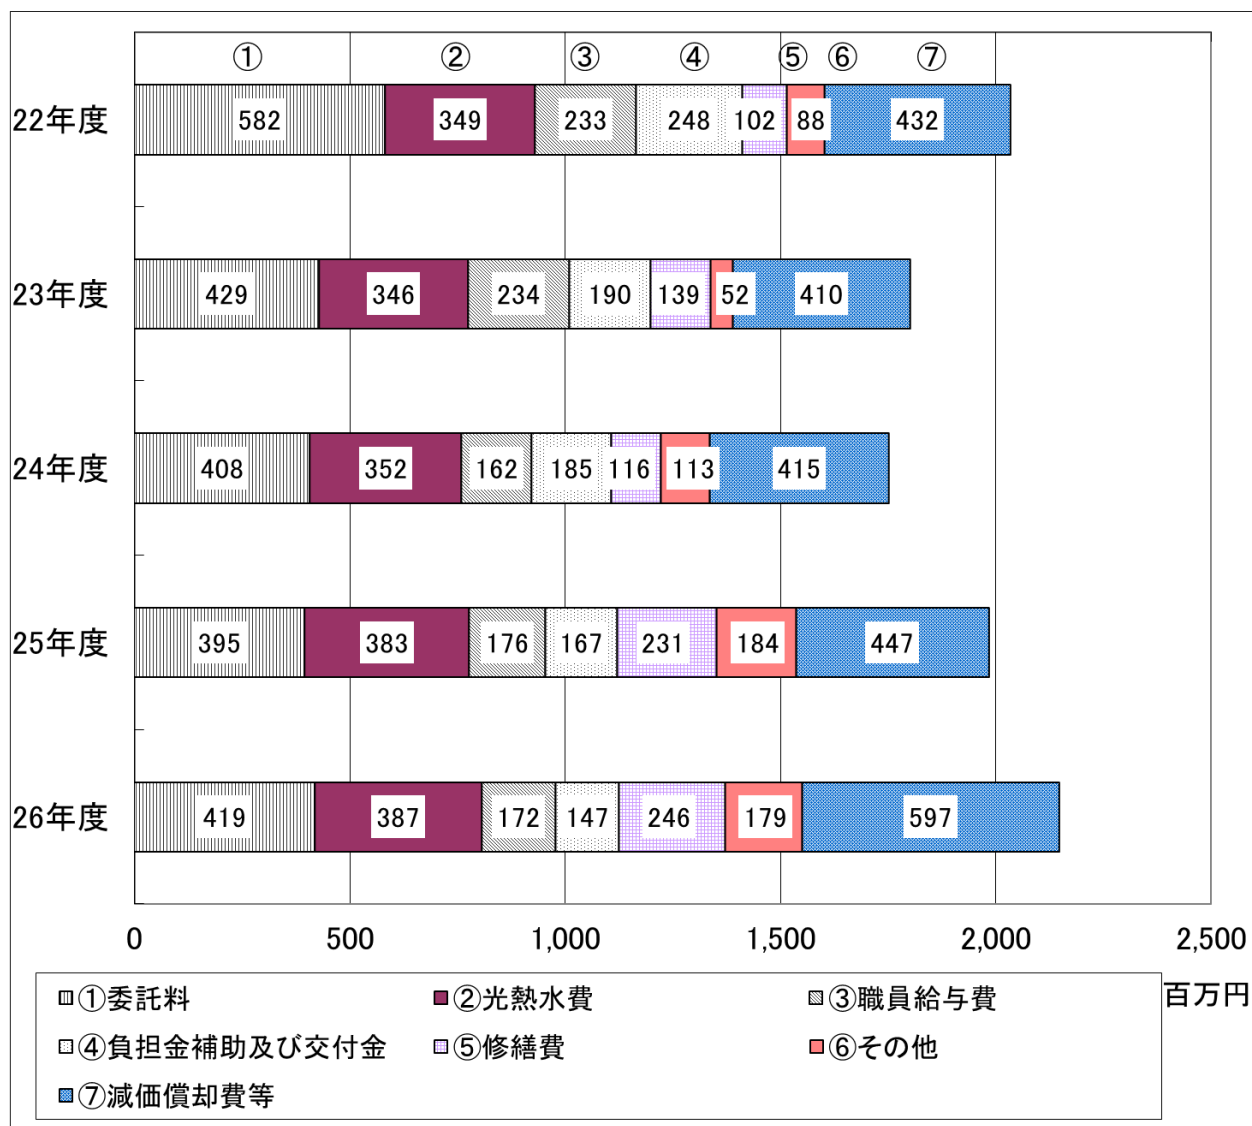 ① ② ③ ④ ⑤ ⑥ ⑦
22年度 582 349 233 248 102 88 432
23年度 429 346 234 190 139 52 410
24年度 408 352 162 185 116 113 415
25年度 395 383 176 167 231 184 447
26年度 419 387 172 147 246 179 597
0 500 1,000 1,500 2,000 2,500
百万円
①委託料 ②光熱水費 ③職員給与費
④負担金補助及び交付金 ⑤修繕費 ⑥その他
⑦減価償却費等